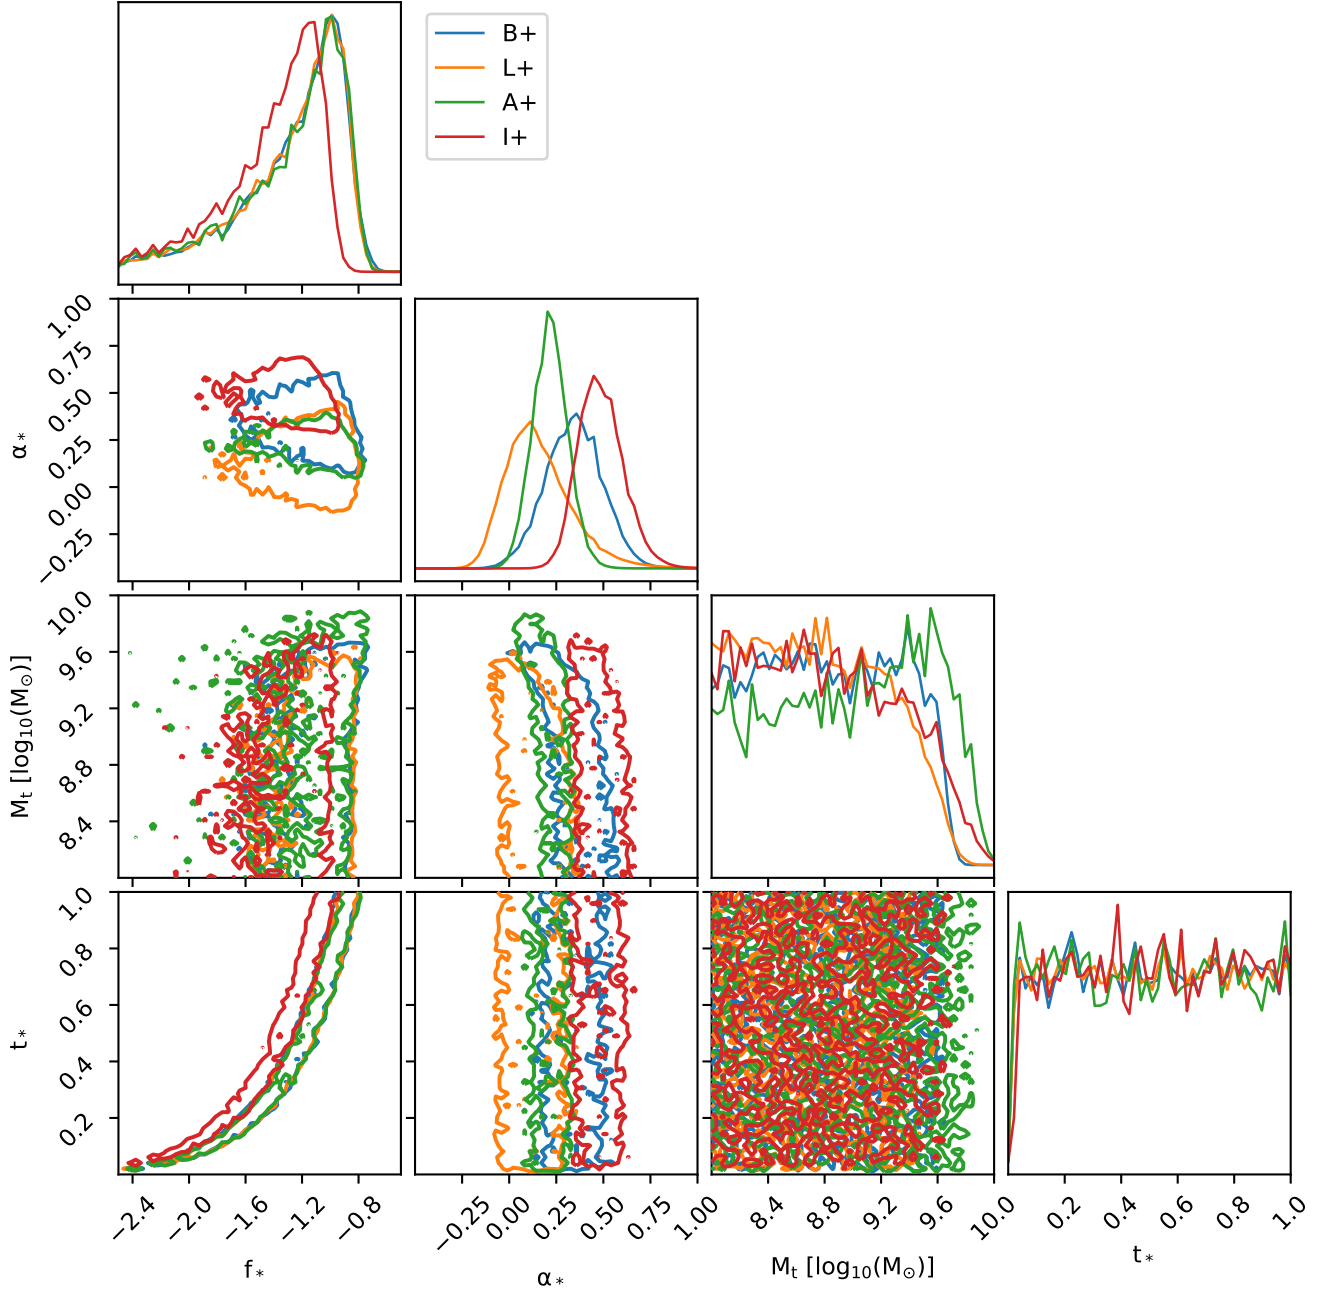 B+
L+
A+
I+
1.00
0.75
0.50
0.25
0.00
−0.25
α*
10.0
9.6
9.2
8.8
8.4
Mt [log10(M⊙)]
1.0
0.8
0.6
0.4
0.2
t*
−2.4 −2.0 −1.6 −1.2 −0.8
−0.25 0.00 0.25 0.50 0.75 1.00
8.4 8.8 9.2 9.6 10.0
0.2 0.4 0.6 0.8 1.0
f*
α*
Mt [log10(M⊙)]
t*